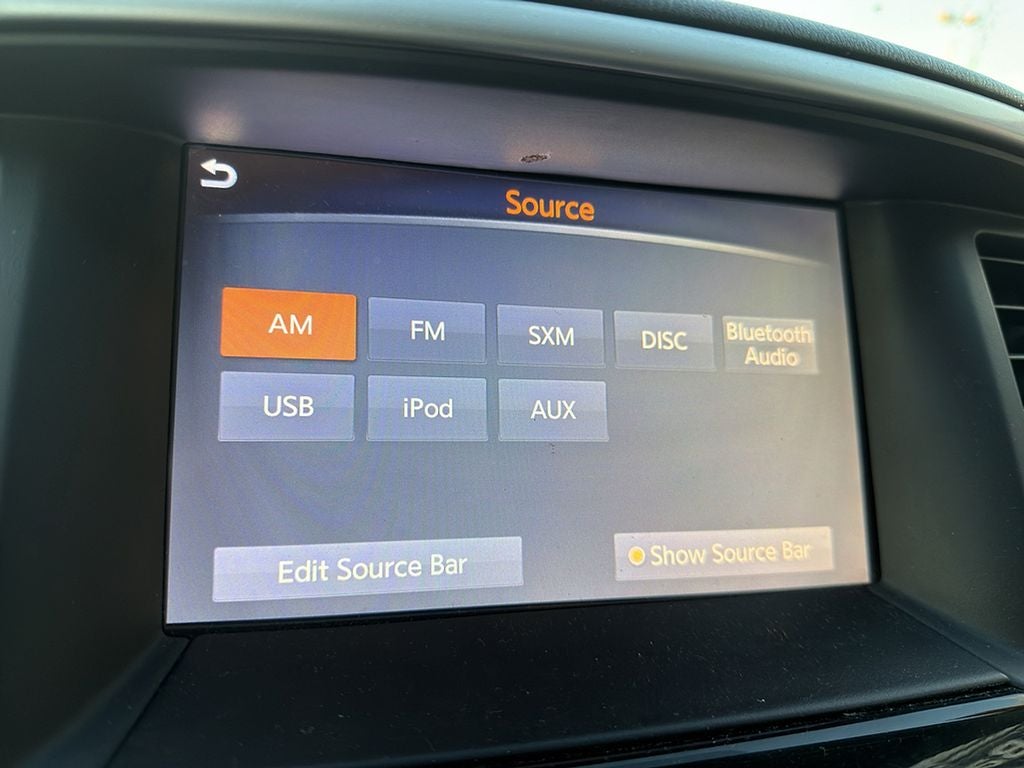 Source
AM
FM
SXM
DISC
Bluetooth
Audio
USB
iPod
AUX
Edit Source Bar
Show Source Bar